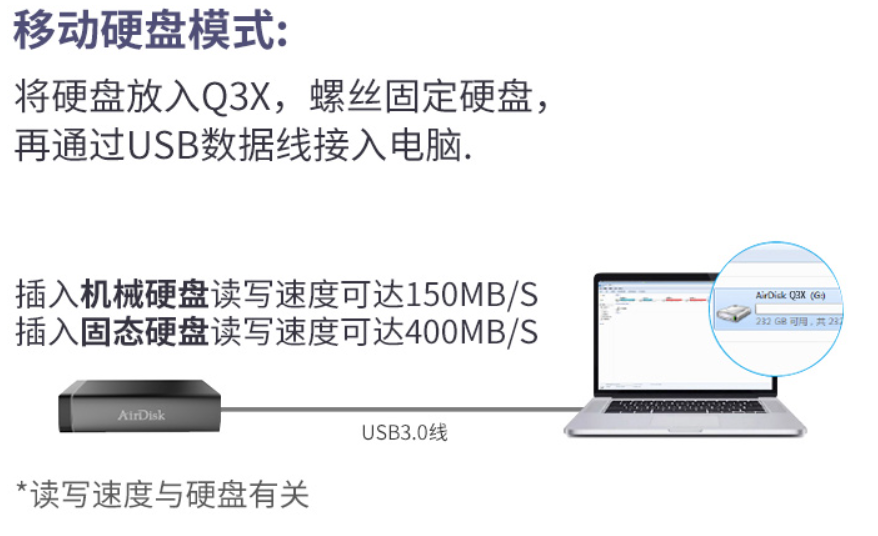 移动硬盘模式:
将硬盘放入Q3X，螺丝固定硬盘，
再通过USB数据线接入电脑.
插入机械硬盘读写速度可达150MB/S
插入固态硬盘读写速度可达400MB/S
AirDisk Q3X (G:)
232 GB 可用，共 232
AirDisk
USB3.0线
*读写速度与硬盘有关